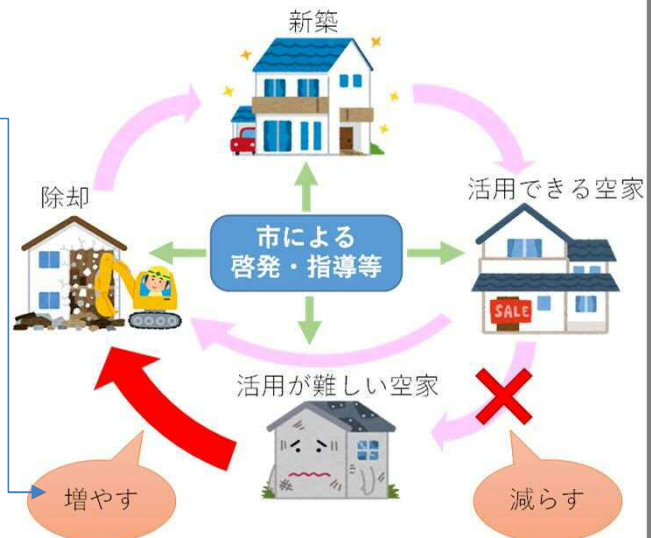 新築
除却
活用できる空家
市による
啓発・指導等
SALE
活用が難しい空家
増やす
減らす